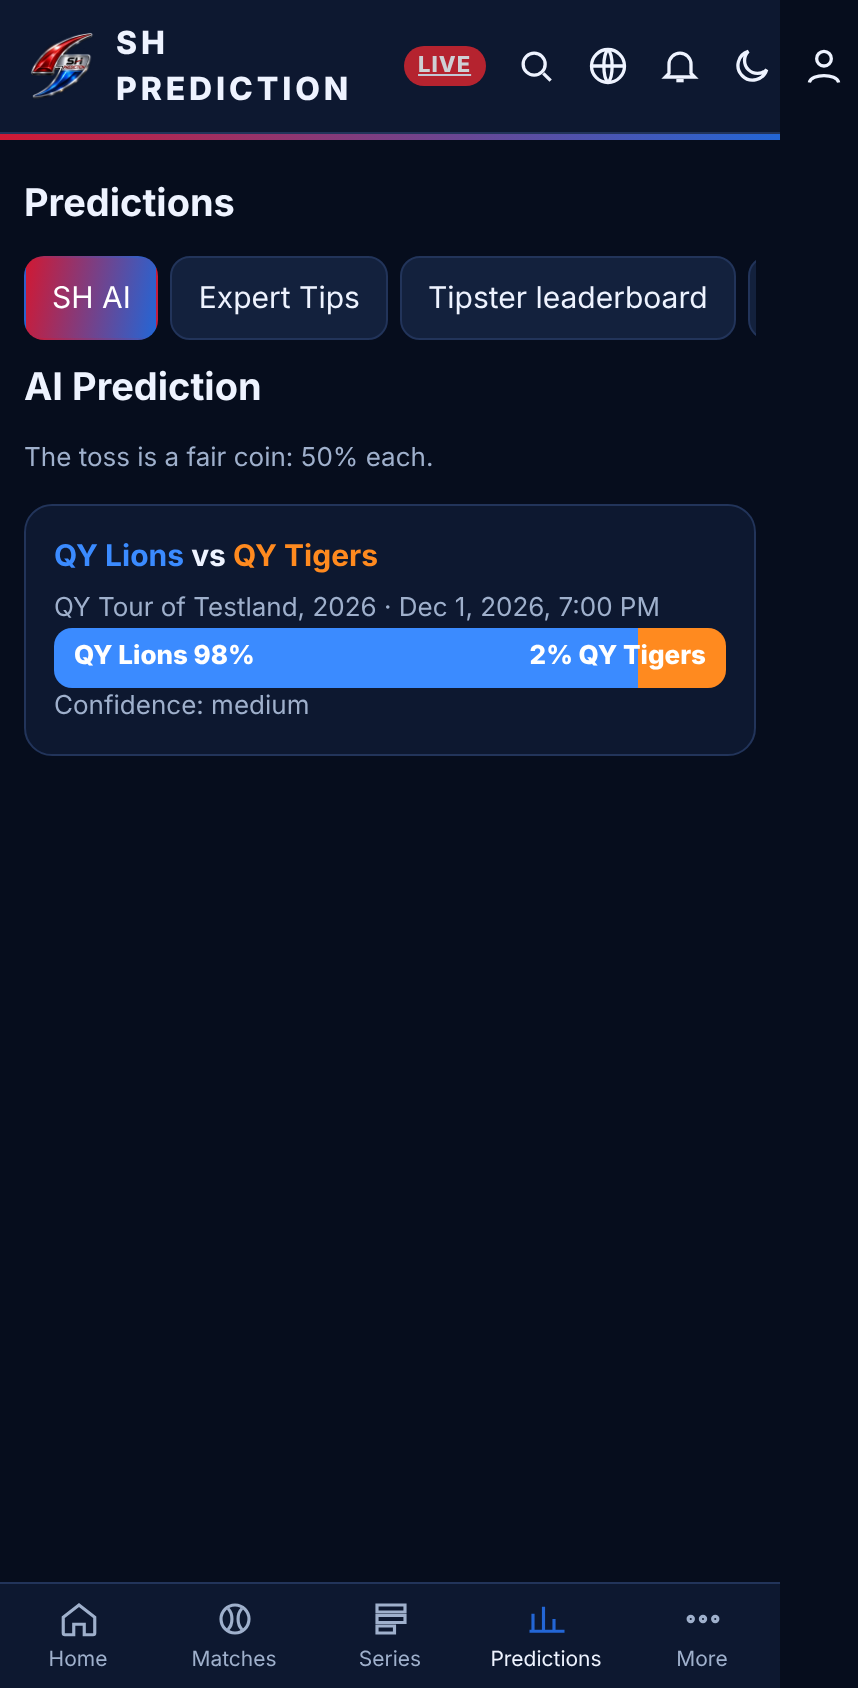 SH
PREDICTION
LIVE
SH
Predictions
SH AI
Expert Tips
Tipster leaderboard
AI Prediction
The toss is a fair coin: 50% each.
QY Lions vs QY Tigers
QY Tour of Testland, 2026 · Dec 1, 2026, 7:00 PM
QY Lions 98%
2% QY Tigers
Confidence: medium
Home
Matches
Series
Predictions
More